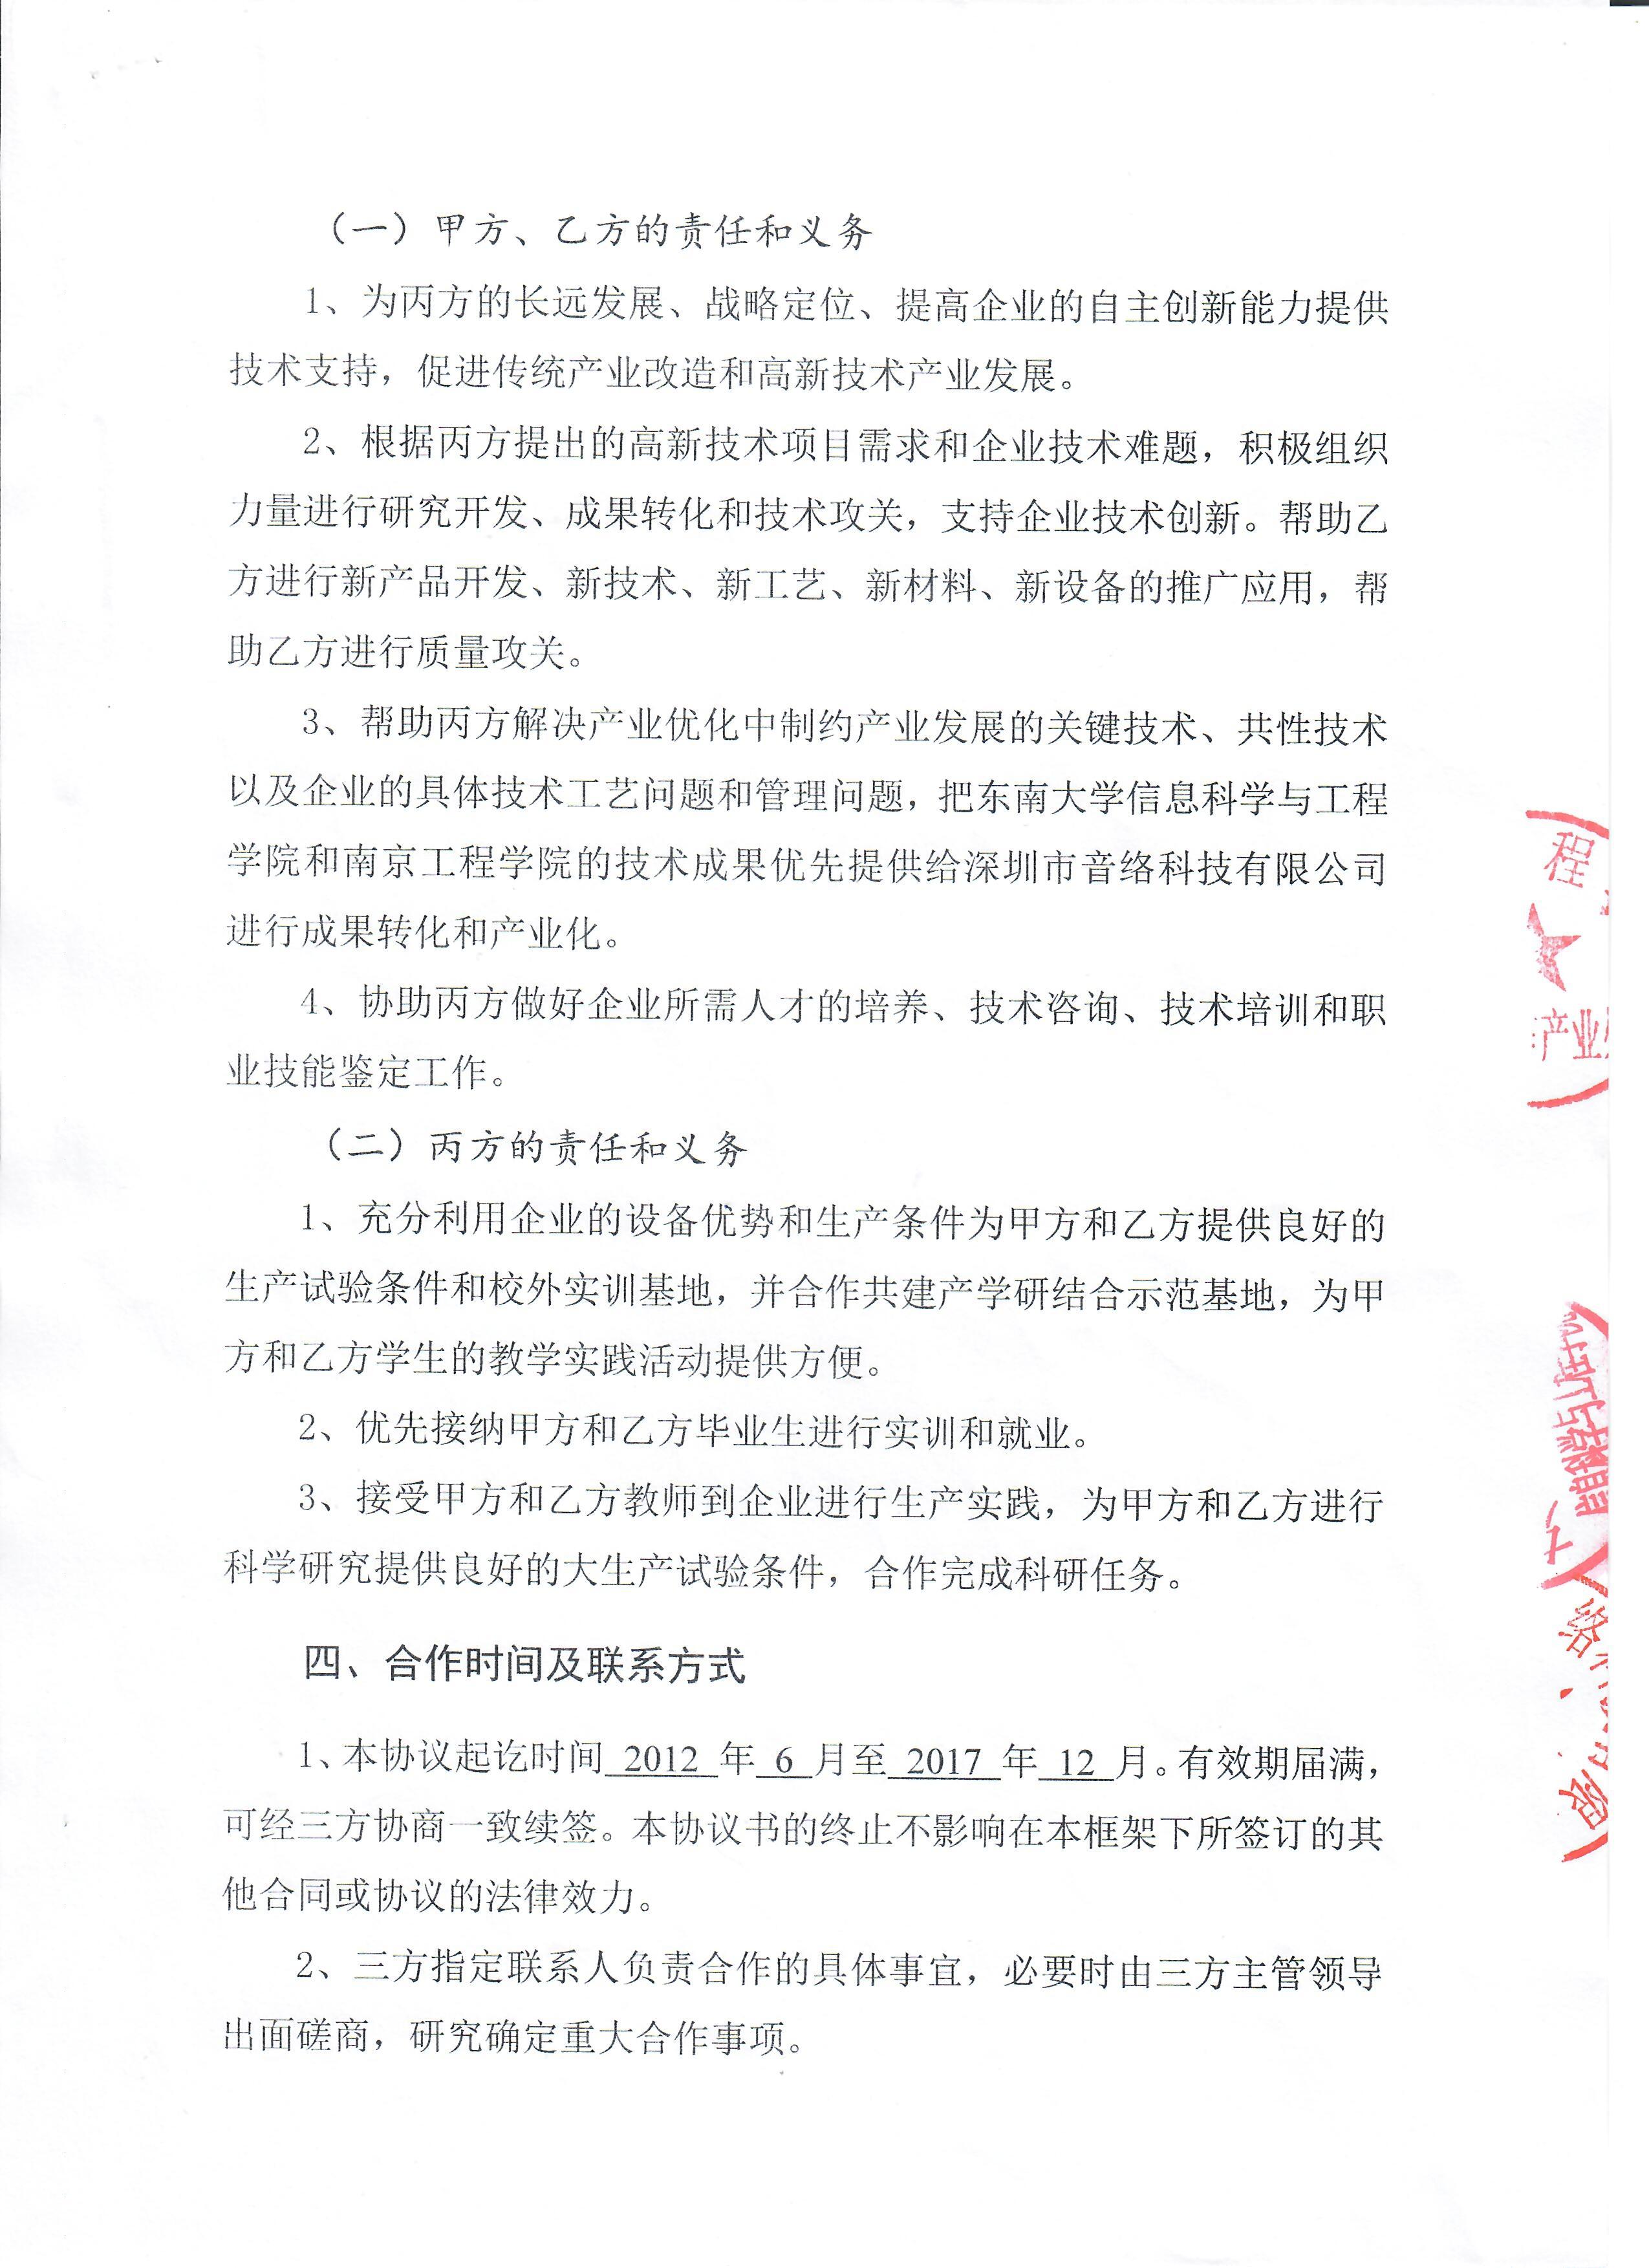 （一）甲方、乙方的责任和义务
1、为丙方的长远发展、战略定位、提高企业的自主创新能力提供
技术支持，促进传统产业改造和高新技术产业发展。
2、根据丙方提出的高新技术项目需求和企业技术难题，积极组织
力量进行研究开发、成果转化和技术攻关，支持企业技术创新。帮助乙
方进行新产品开发、新技术、新工艺、新材料、新设备的推广应用，帮
助乙方进行质量攻关。
3、帮助丙方解决产业优化中制约产业发展的关键技术、共性技术
以及企业的具体技术工艺问题和管理问题，把东南大学信息科学与工程
学院和南京工程学院的技术成果优先提供给深圳市音络科技有限公司
进行成果转化和产业化。
4、协助丙方做好企业所需人才的培养、技术咨询、技术培训和职
业技能鉴定工作。
（二）丙方的责任和义务
1、充分利用企业的设备优势和生产条件为甲方和乙方提供良好的
生产试验条件和校外实训基地，并合作共建产学研结合示范基地，为甲
方和乙方学生的教学实践活动提供方便。
2、优先接纳甲方和乙方毕业生进行实训和就业。
3、接受甲方和乙方教师到企业进行生产实践，为甲方和乙方进行
科学研究提供良好的大生产试验条件，合作完成科研任务。
四、合作时间及联系方式
1、本协议起讫时间 2012 年 6 月至 2017 年 12 月。有效期届满，
可经三方协商一致续签。本协议书的终止不影响在本框架下所签订的其
他合同或协议的法律效力。
2、三方指定联系人负责合作的具体事宜，必要时由三方主管领导
出面磋商，研究确定重大合作事项。
程
产业
络